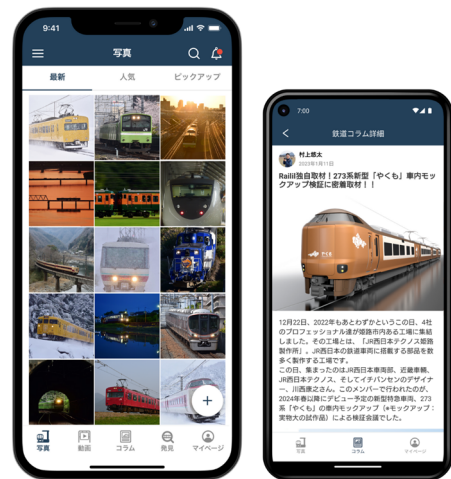 9:41
写真
最新
人気
ピックアップ
写真
動画
コラム
発見
マイページ
7:00
鉄道コラム詳細
村上悠太
2023年1月11日
Railil独自取材!273系新型「やくも」車内モッ
クアップ検証に密着取材!!
やくも
12月22日、2022年もあとわずかというこの日、4社
のプロフェッショナル達が姫路市内ある工場に集結
しました。その工場とは、「JR西日本テクノス姫路
製作所」。JR西日本の鉄道車両に搭載する部品を数
多く製作する工場です。
この日、集まったのはJR西日本車両部、近畿車輛、
JR西日本テクノス、そしてイチバンセンのデザイナ
ー、川西康之さん。このメンバーで行われたのが、
2024年春以降にデビュー予定の新型特急車両、273
系「やくも」の車内モックアップ(※モックアップ:
実物大の試作品)による検証会議でした。
写真
コラム
マイページ